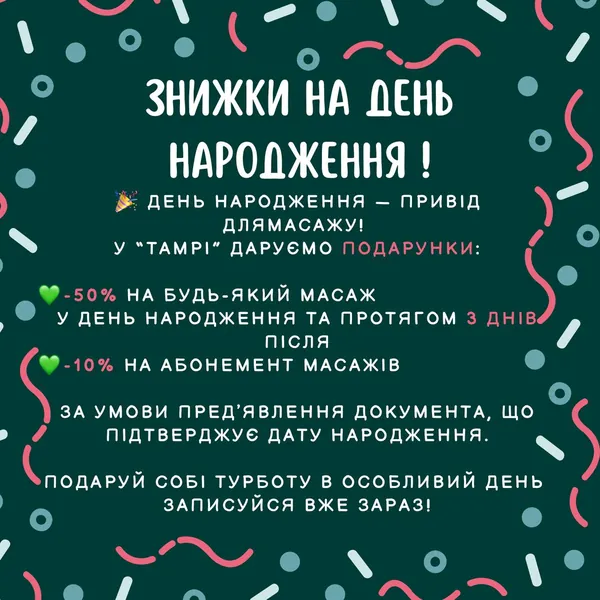 ЗНИЖКИ НА ДЕНЬ
НАРОДЖЕННЯ !
🎉 ДЕНЬ НАРОДЖЕННЯ — ПРИВІД
ДЛЯМАСАЖУ!
У “ТАМРІ” ДАРУЄМО ПОДАРУНКИ:
💚-50% НА БУДЬ-ЯКИЙ МАСАЖ
У ДЕНЬ НАРОДЖЕННЯ ТА ПРОТЯГОМ 3 ДНІВ
ПІСЛЯ
💚-10% НА АБОНЕМЕНТ МАСАЖІВ
ЗА УМОВИ ПРЕД’ЯВЛЕННЯ ДОКУМЕНТА, ЩО
ПІДТВЕРДЖУЄ ДАТУ НАРОДЖЕННЯ.
ПОДАРУЙ СОБІ ТУРБОТУ В ОСОБЛИВИЙ ДЕНЬ
ЗАПИСУЙСЯ ВЖЕ ЗАРАЗ!